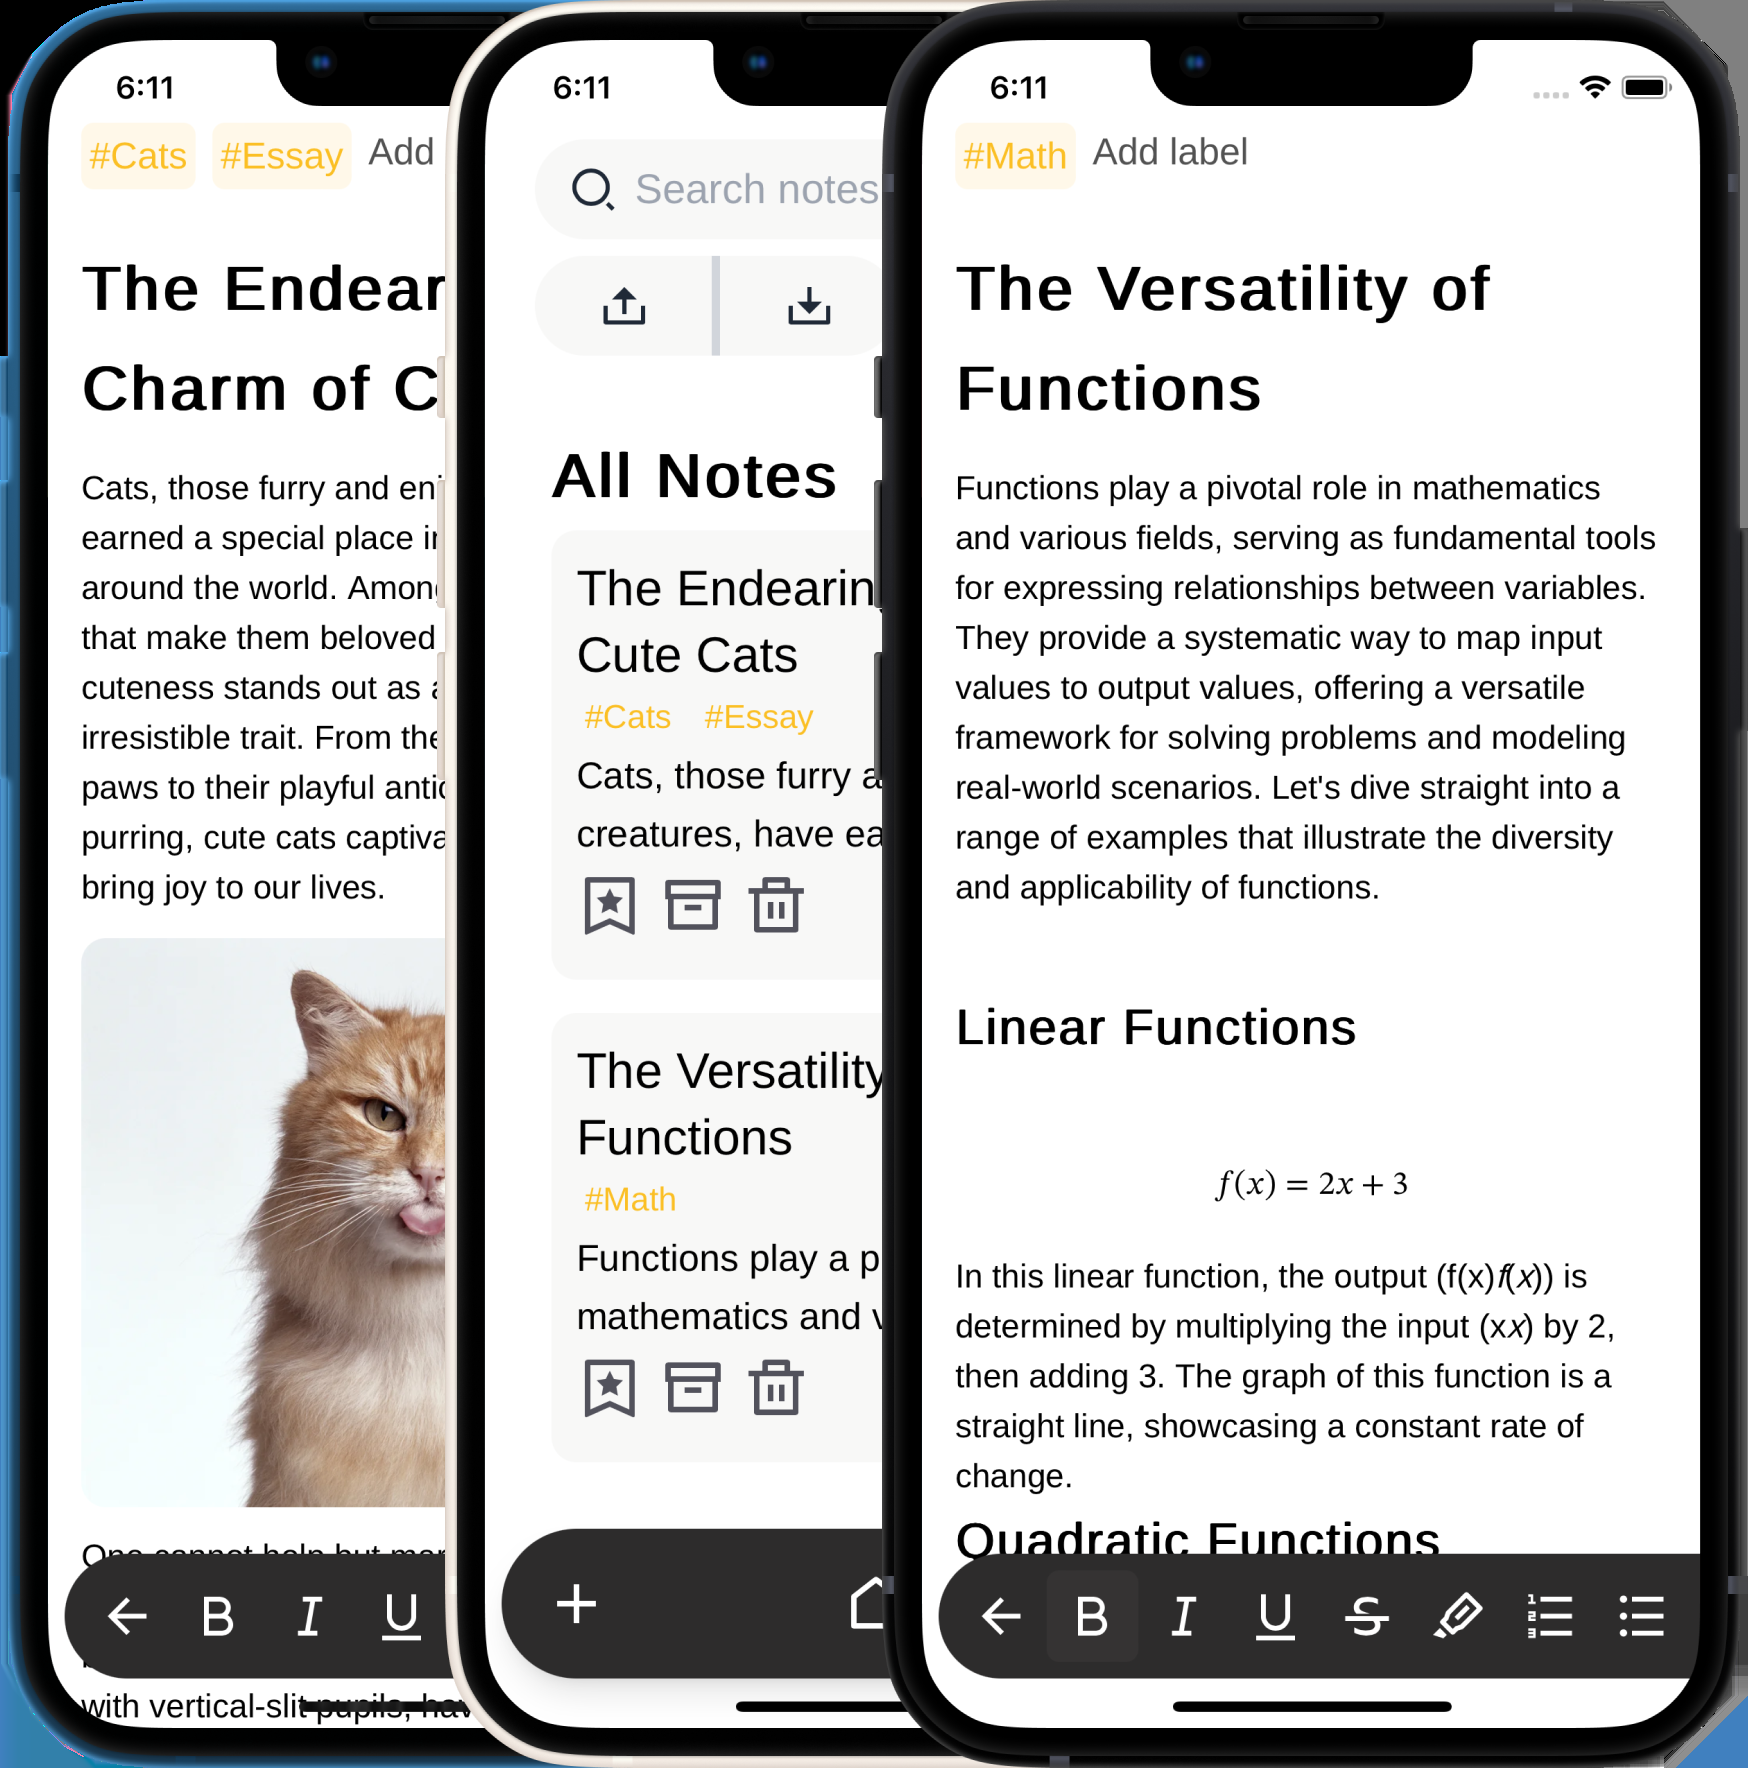 6:11
#Cats #Essay Add
The Endear
Charm of C
Cats, those furry and en
earned a special place i
around the world. Among
that make them beloved
cuteness stands out as a
irresistible trait. From the
paws to their playful antic
purring, cute cats captiva
bring joy to our lives.
One cannot help but mar
with vertical-slit pupils, hav
B I U
6:11
Search notes
All Notes
The Endearin
Cute Cats
#Cats #Essay
Cats, those furry a
creatures, have ea
The Versatility
Functions
#Math
Functions play a p
mathematics and v
6:11
#Math Add label
The Versatility of
Functions
Functions play a pivotal role in mathematics
and various fields, serving as fundamental tools
for expressing relationships between variables.
They provide a systematic way to map input
values to output values, offering a versatile
framework for solving problems and modeling
real-world scenarios. Let's dive straight into a
range of examples that illustrate the diversity
and applicability of functions.
Linear Functions
f(x) = 2x + 3
In this linear function, the output (f(x)f(x)) is
determined by multiplying the input (xx) by 2,
then adding 3. The graph of this function is a
straight line, showcasing a constant rate of
change.
Quadratic Functions
B I U S